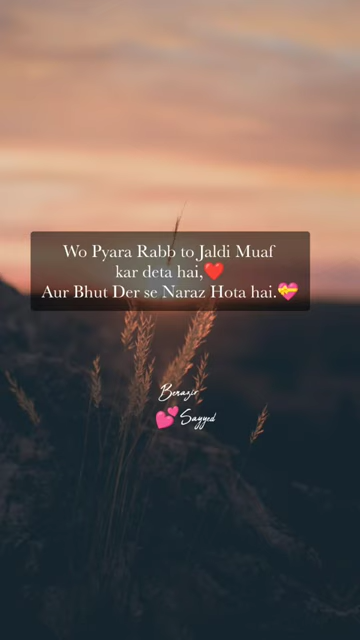 Wo Pyara Rabb to Jaldi Muaf
kar deta hai,❤️
Aur Bhut Der se Naraz Hota hai.💝
Benazir
💕 Sayyed